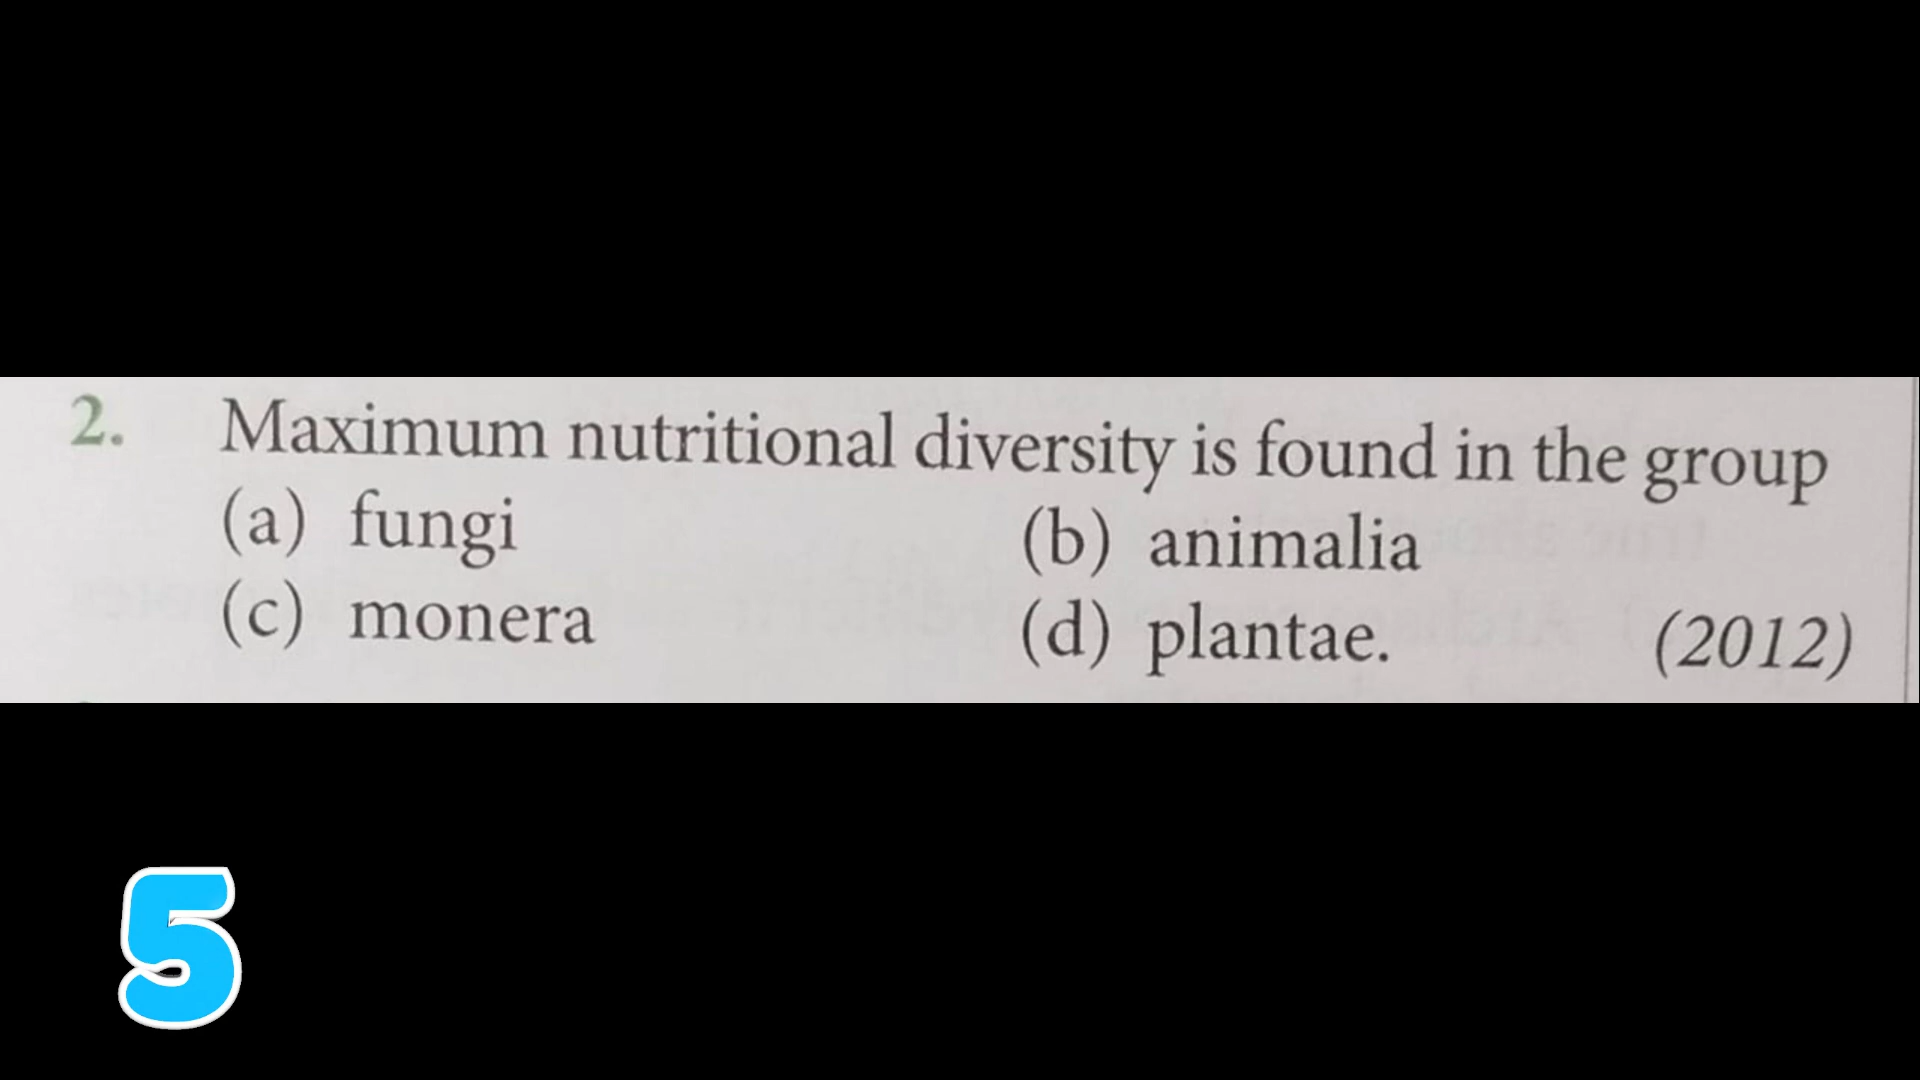 2. Maximum nutritional diversity is found in the group
(a) fungi (b) animalia
(c) monera (d) plantae. (2012)
5